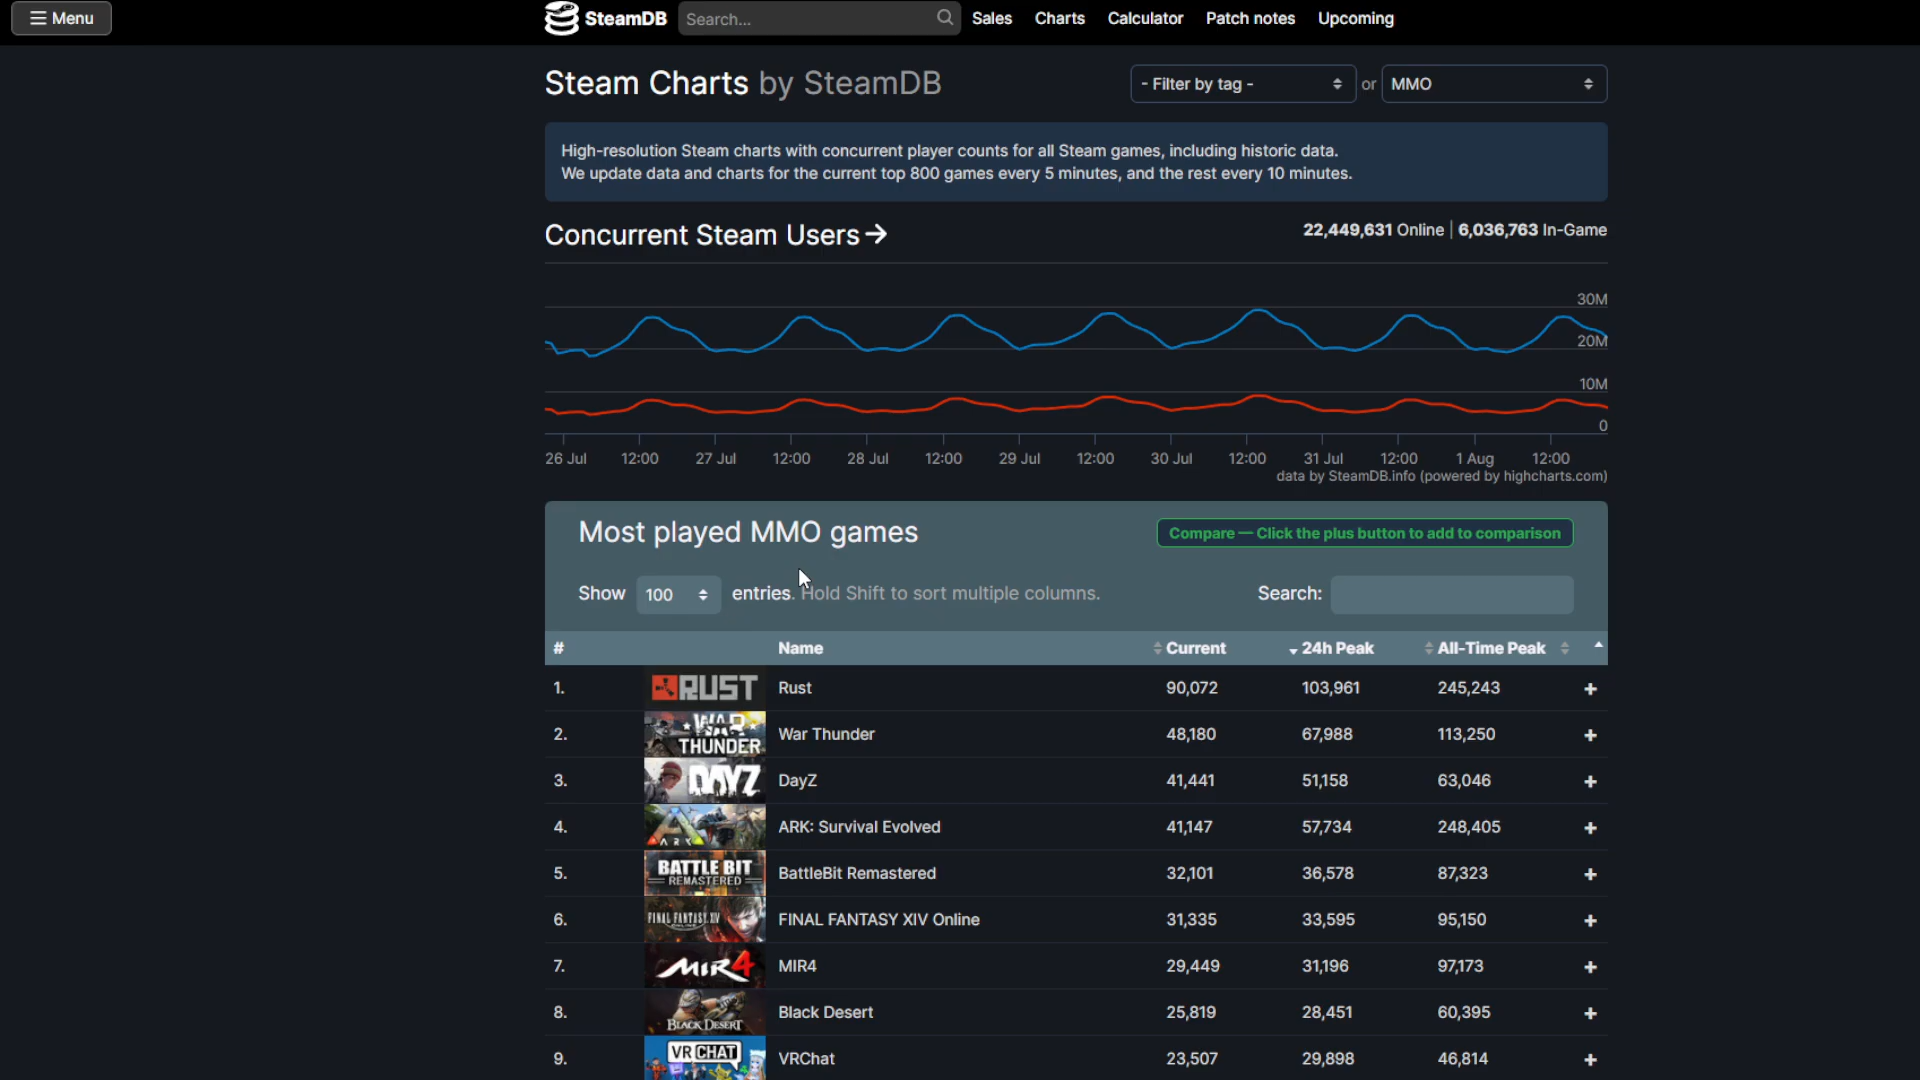 Menu
SteamDB
Search...
Sales
Charts
Calculator
Patch notes
Upcoming
Steam Charts by SteamDB
- Filter by tag -
or
MMO
High-resolution Steam charts with concurrent player counts for all Steam games, including historic data.
We update data and charts for the current top 800 games every 5 minutes, and the rest every 10 minutes.
Concurrent Steam Users
22,449,631 Online | 6,036,763 In-Game
30M
20M
10M
0
26 Jul 12:00 27 Jul 12:00 28 Jul 12:00 29 Jul 12:00 30 Jul 12:00 31 Jul 12:00 1 Aug 12:00
data by SteamDB.info (powered by highcharts.com)
Most played MMO games
Compare — Click the plus button to add to comparison
Show 100 entries. Hold Shift to sort multiple columns.
Search:
# Name Current 24h Peak All-Time Peak
1. RUST Rust 90,072 103,961 245,243 +
2. WAR THUNDER War Thunder 48,180 67,988 113,250 +
3. DAYZ DayZ 41,441 51,158 63,046 +
4. ARK ARK: Survival Evolved 41,147 57,734 248,405 +
5. BATTLE BIT REMASTERED BattleBit Remastered 32,101 36,578 87,323 +
6. FINAL FANTASY XIV ONLINE FINAL FANTASY XIV Online 31,335 33,595 95,150 +
7. MIR4 MIR4 29,449 31,196 97,173 +
8. BLACK DESERT Black Desert 25,819 28,451 60,395 +
9. VRCHAT VRChat 23,507 29,898 46,814 +